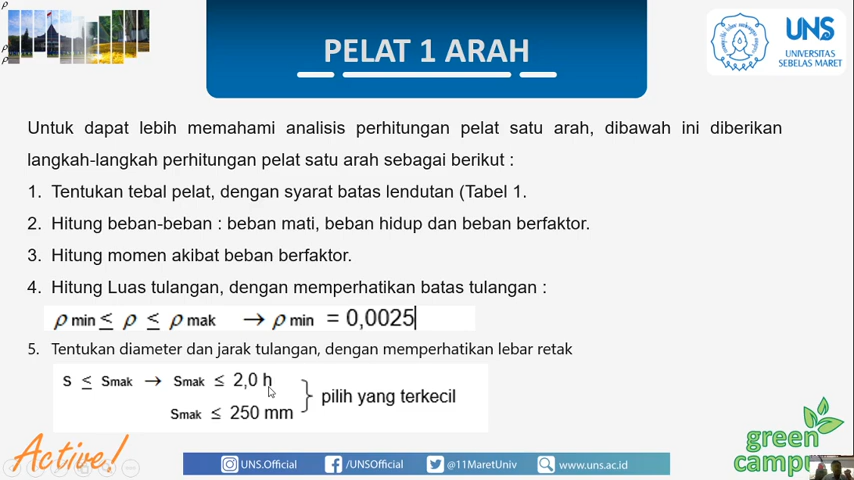 ρ
ρ
ρ
PELAT 1 ARAH
UNS
UNIVERSITAS
SEBELAS MARET
Untuk dapat lebih memahami analisis perhitungan pelat satu arah, dibawah ini diberikan
langkah-langkah perhitungan pelat satu arah sebagai berikut :
1. Tentukan tebal pelat, dengan syarat batas lendutan (Tabel 1.
2. Hitung beban-beban : beban mati, beban hidup dan beban berfaktor.
3. Hitung momen akibat beban berfaktor.
4. Hitung Luas tulangan, dengan memperhatikan batas tulangan :
ρ min ≤ ρ ≤ ρ mak → ρ min = 0,0025
5. Tentukan diameter dan jarak tulangan, dengan memperhatikan lebar retak
S ≤ Smak → Smak ≤ 2,0 h
Smak ≤ 250 mm } pilih yang terkecil
Active!
UNS.Official
/UNSOfficial
@11MaretUniv
www.uns.ac.id
green
campu